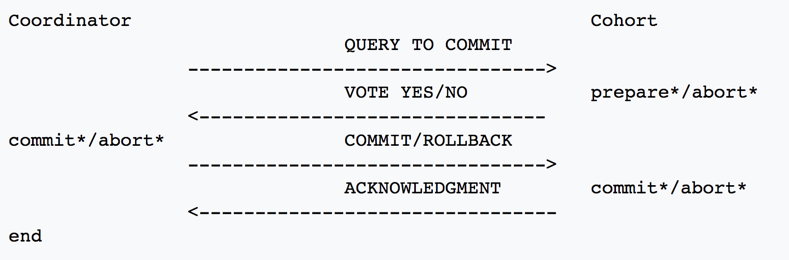 Coordinator Cohort
QUERY TO COMMIT
-------------------------------->
VOTE YES/NO prepare*/abort*
<-------------------------------
commit*/abort* COMMIT/ROLLBACK
-------------------------------->
ACKNOWLEDGMENT commit*/abort*
<--------------------------------
end